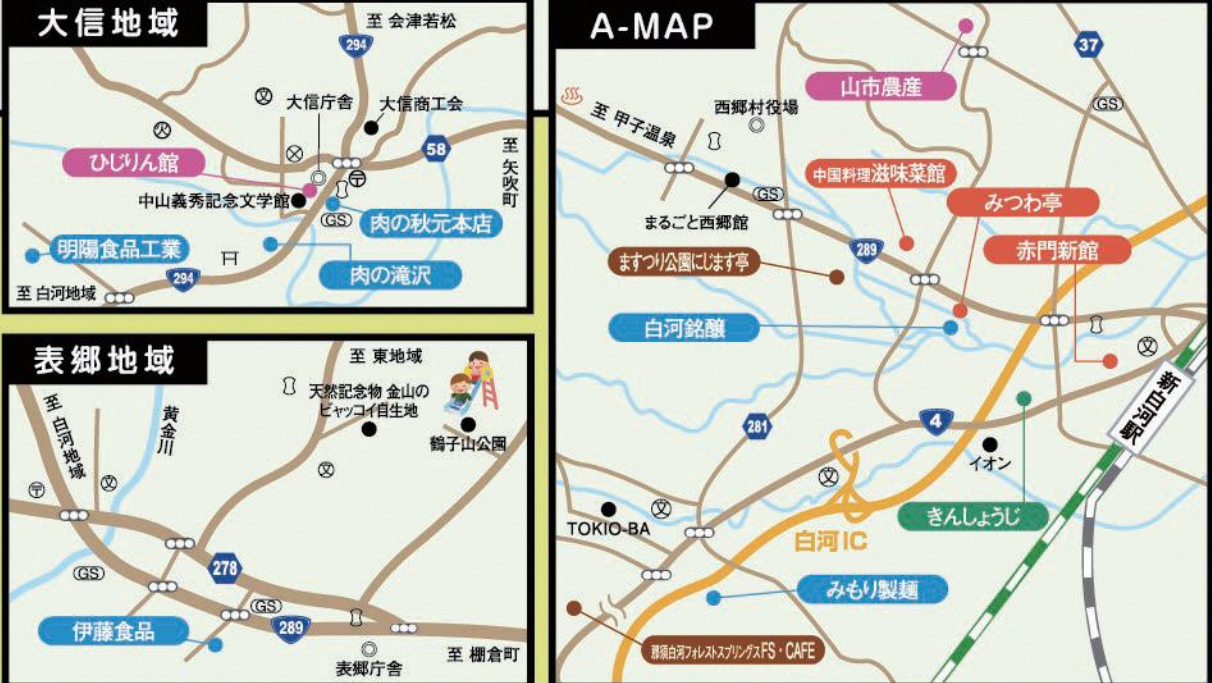 大信地域
至 会津若松
294
大信庁舎
大信商工会
58
至 矢吹町
ひじりん館
中山義秀記念文学館
GS
肉の秋元本店
明陽食品工業
肉の滝沢
294
至 白河地域
表郷地域
至 東地域
天然記念物 金山の
ビャッコイ自生地
鶴子山公園
至 白河地域
黄金川
文
文
〒
GS
278
GS
289
伊藤食品
表郷庁舎
至 棚倉町
A-MAP
37
山市農産
GS
至 甲子温泉
西郷村役場
中国料理滋味菜館
GS
みつわ亭
まるごと西郷館
赤門新館
289
ますつり公園にじます亭
白河銘醸
文
新白河駅
281
4
イオン
文
文
きんしょうじ
TOKIO-BA
白河IC
みもり製麺
那須白河フォレストスプリングスFS・CAFE
文
火
〒